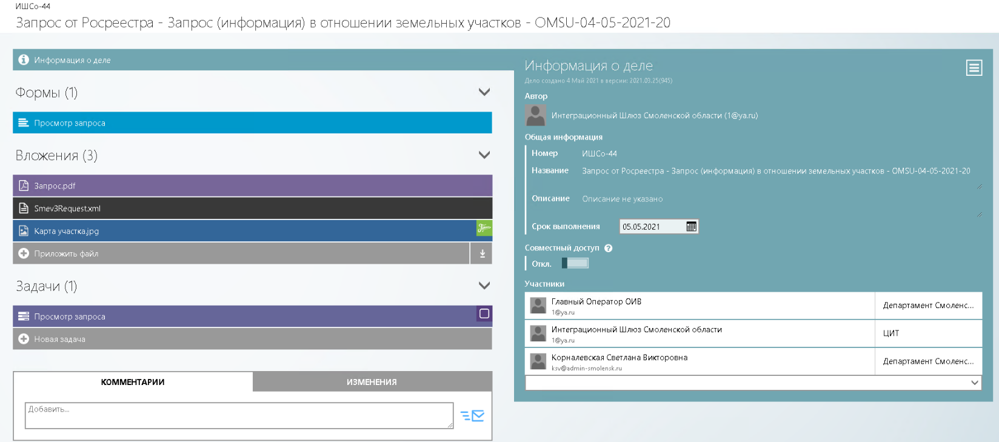 ИШСо-44
Запрос от Росреестра - Запрос (информация) в отношении земельных участков - OMSU-04-05-2021-20
Информация о деле
Формы (1)
Просмотр запроса
Вложения (3)
Запрос.pdf
Smev3Request.xml
Карта участка.jpg
Приложить файл
Задачи (1)
Просмотр запроса
Новая задача
КОММЕНТАРИИ
ИЗМЕНЕНИЯ
Добавить...
Информация о деле
Дело создано 4 Май 2021 в версии: 2021.03.25(945)
Автор
Интеграционный Шлюз Смоленской области (1@ya.ru)
Общая информация
Номер ИШСо-44
Название Запрос от Росреестра - Запрос (информация) в отношении земельных участков - OMSU-04-05-2021-20
Описание Описание не указано
Срок выполнения 05.05.2021
Совместный доступ ?
Откл.
Участники
Главный Оператор ОИВ
1@ya.ru
Департамент Смоленс...
Интеграционный Шлюз Смоленской области
1@ya.ru
ЦИТ
Корналевская Светлана Викторовна
ksv@admin-smolensk.ru
Департамент Смоленс...